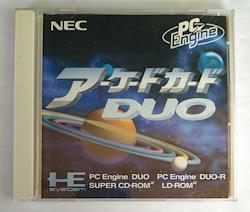 NEC
PC Engine
アーケードカード
DUO
HE system
PC Engine DUO PC Engine DUO-R
SUPER CD-ROM² LD-ROM²